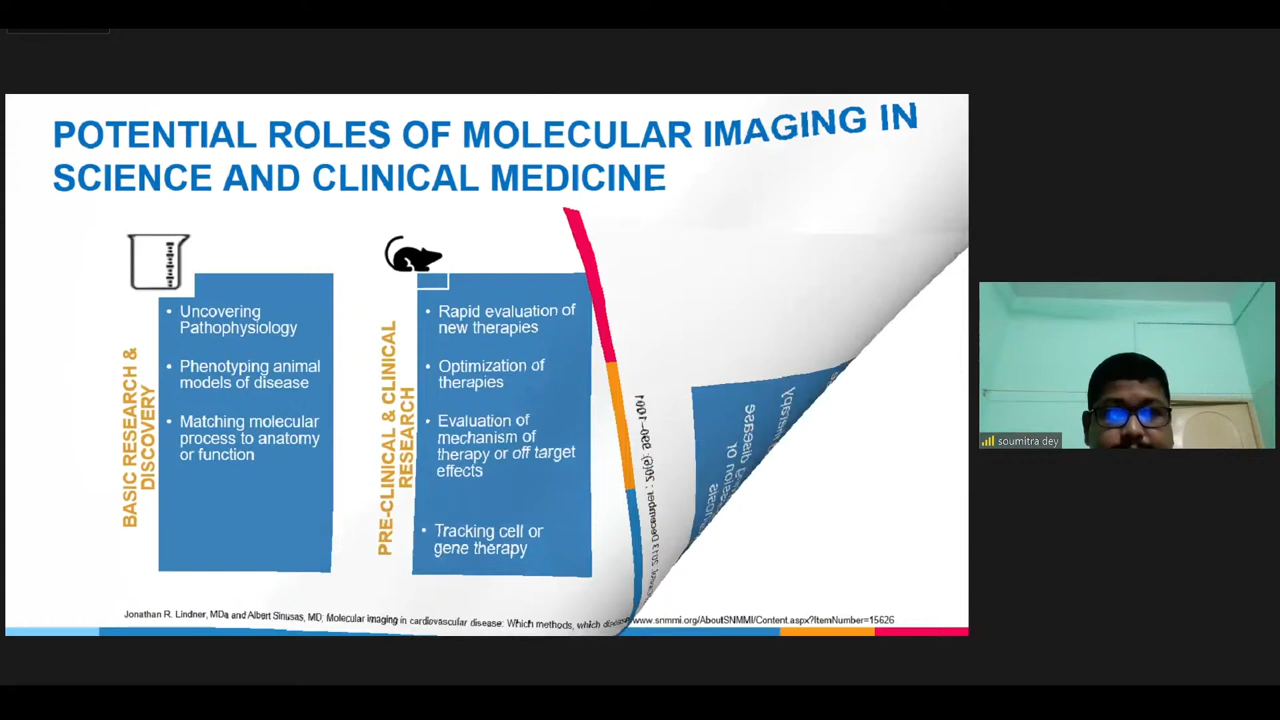 POTENTIAL ROLES OF MOLECULAR IMAGING IN
SCIENCE AND CLINICAL MEDICINE
BASIC RESEARCH &
DISCOVERY
• Uncovering
Pathophysiology
• Phenotyping animal
models of disease
• Matching molecular
process to anatomy
or function
PRE-CLINICAL & CLINICAL
RESEARCH
• Rapid evaluation of
new therapies
• Optimization of
therapies
• Evaluation of
mechanism of
therapy or off target
effects
• Tracking cell or
gene therapy
disease
or
Jonathan R. Lindner, MDa and Albert Sinusas, MD; Molecular imaging in cardiovascular disease: Which methods, which
www.snmmi.org/AboutSNMMI/Content.aspx?ItemNumber=15626
soumitra dey